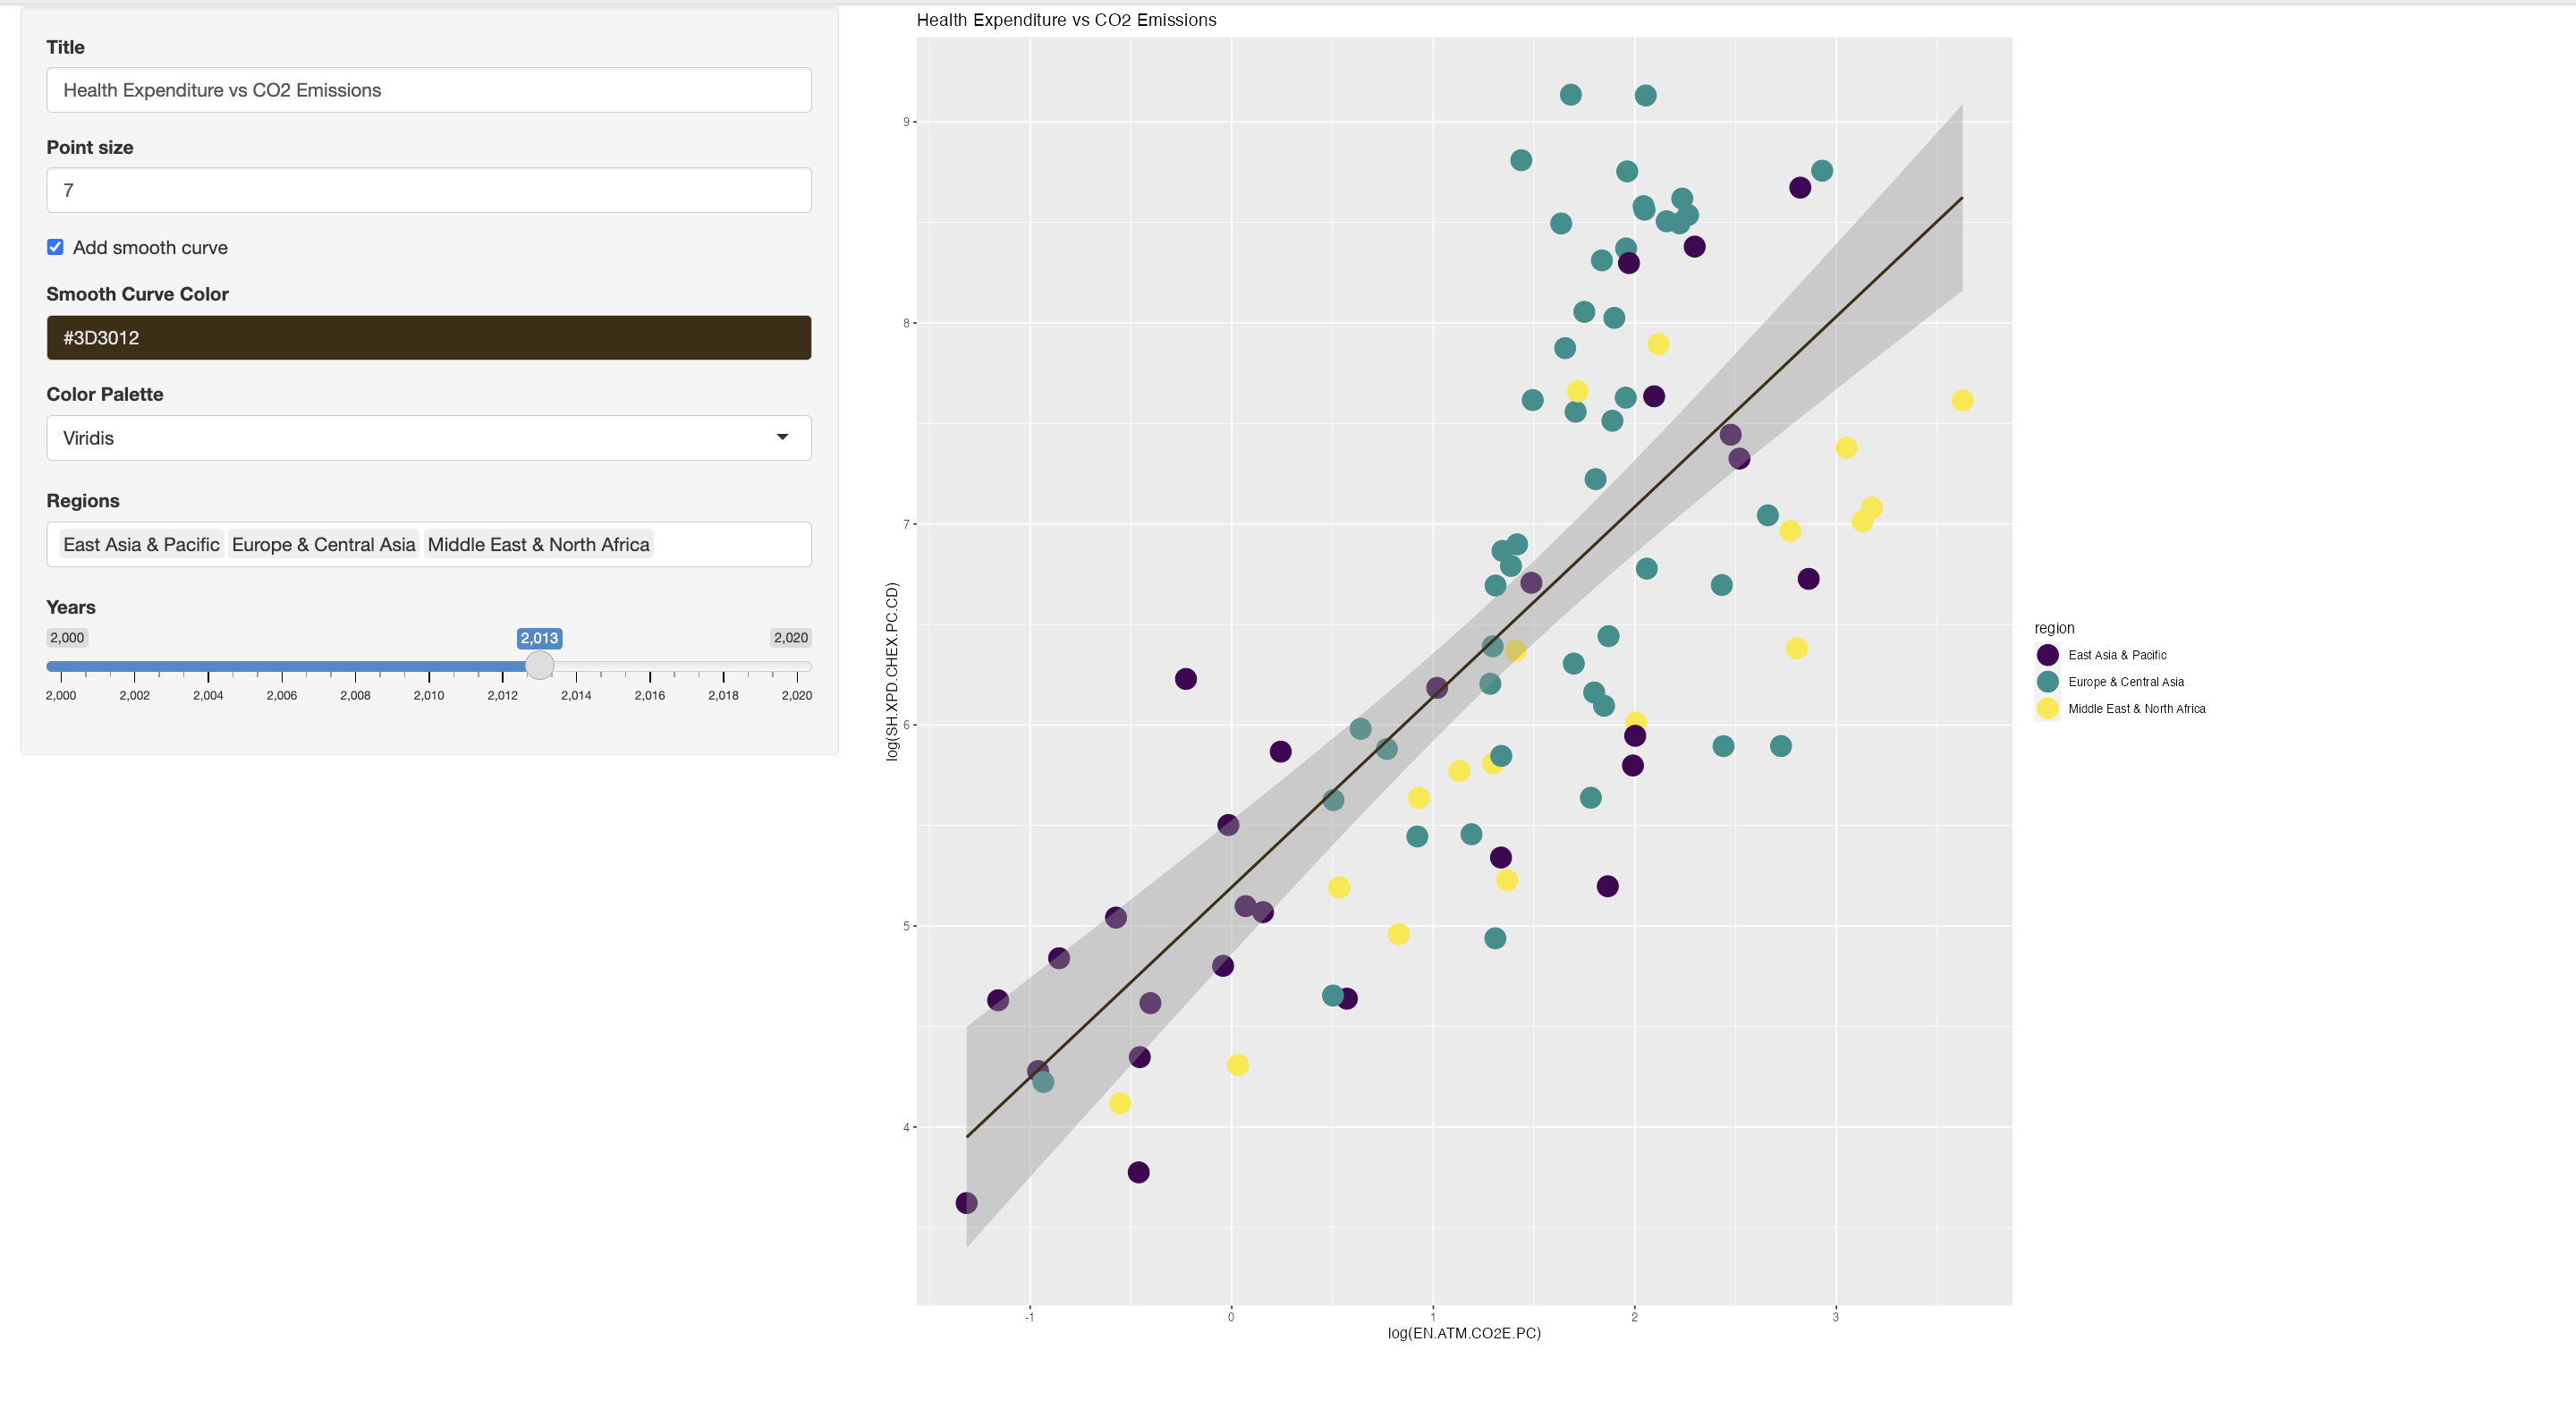 Title
Health Expenditure vs CO2 Emissions
Point size
7
Add smooth curve
Smooth Curve Color
#3D3012
Color Palette
Viridis
Regions
East Asia & Pacific Europe & Central Asia Middle East & North Africa
Years
2,000 2,013 2,020
2,000 2,002 2,004 2,006 2,008 2,010 2,012 2,014 2,016 2,018 2,020
Health Expenditure vs CO2 Emissions
9
8
7
6
5
4
log(SH.XPD.CHEX.PC.CD)
-1 0 1 2 3
log(EN.ATM.CO2E.PC)
region
East Asia & Pacific
Europe & Central Asia
Middle East & North Africa